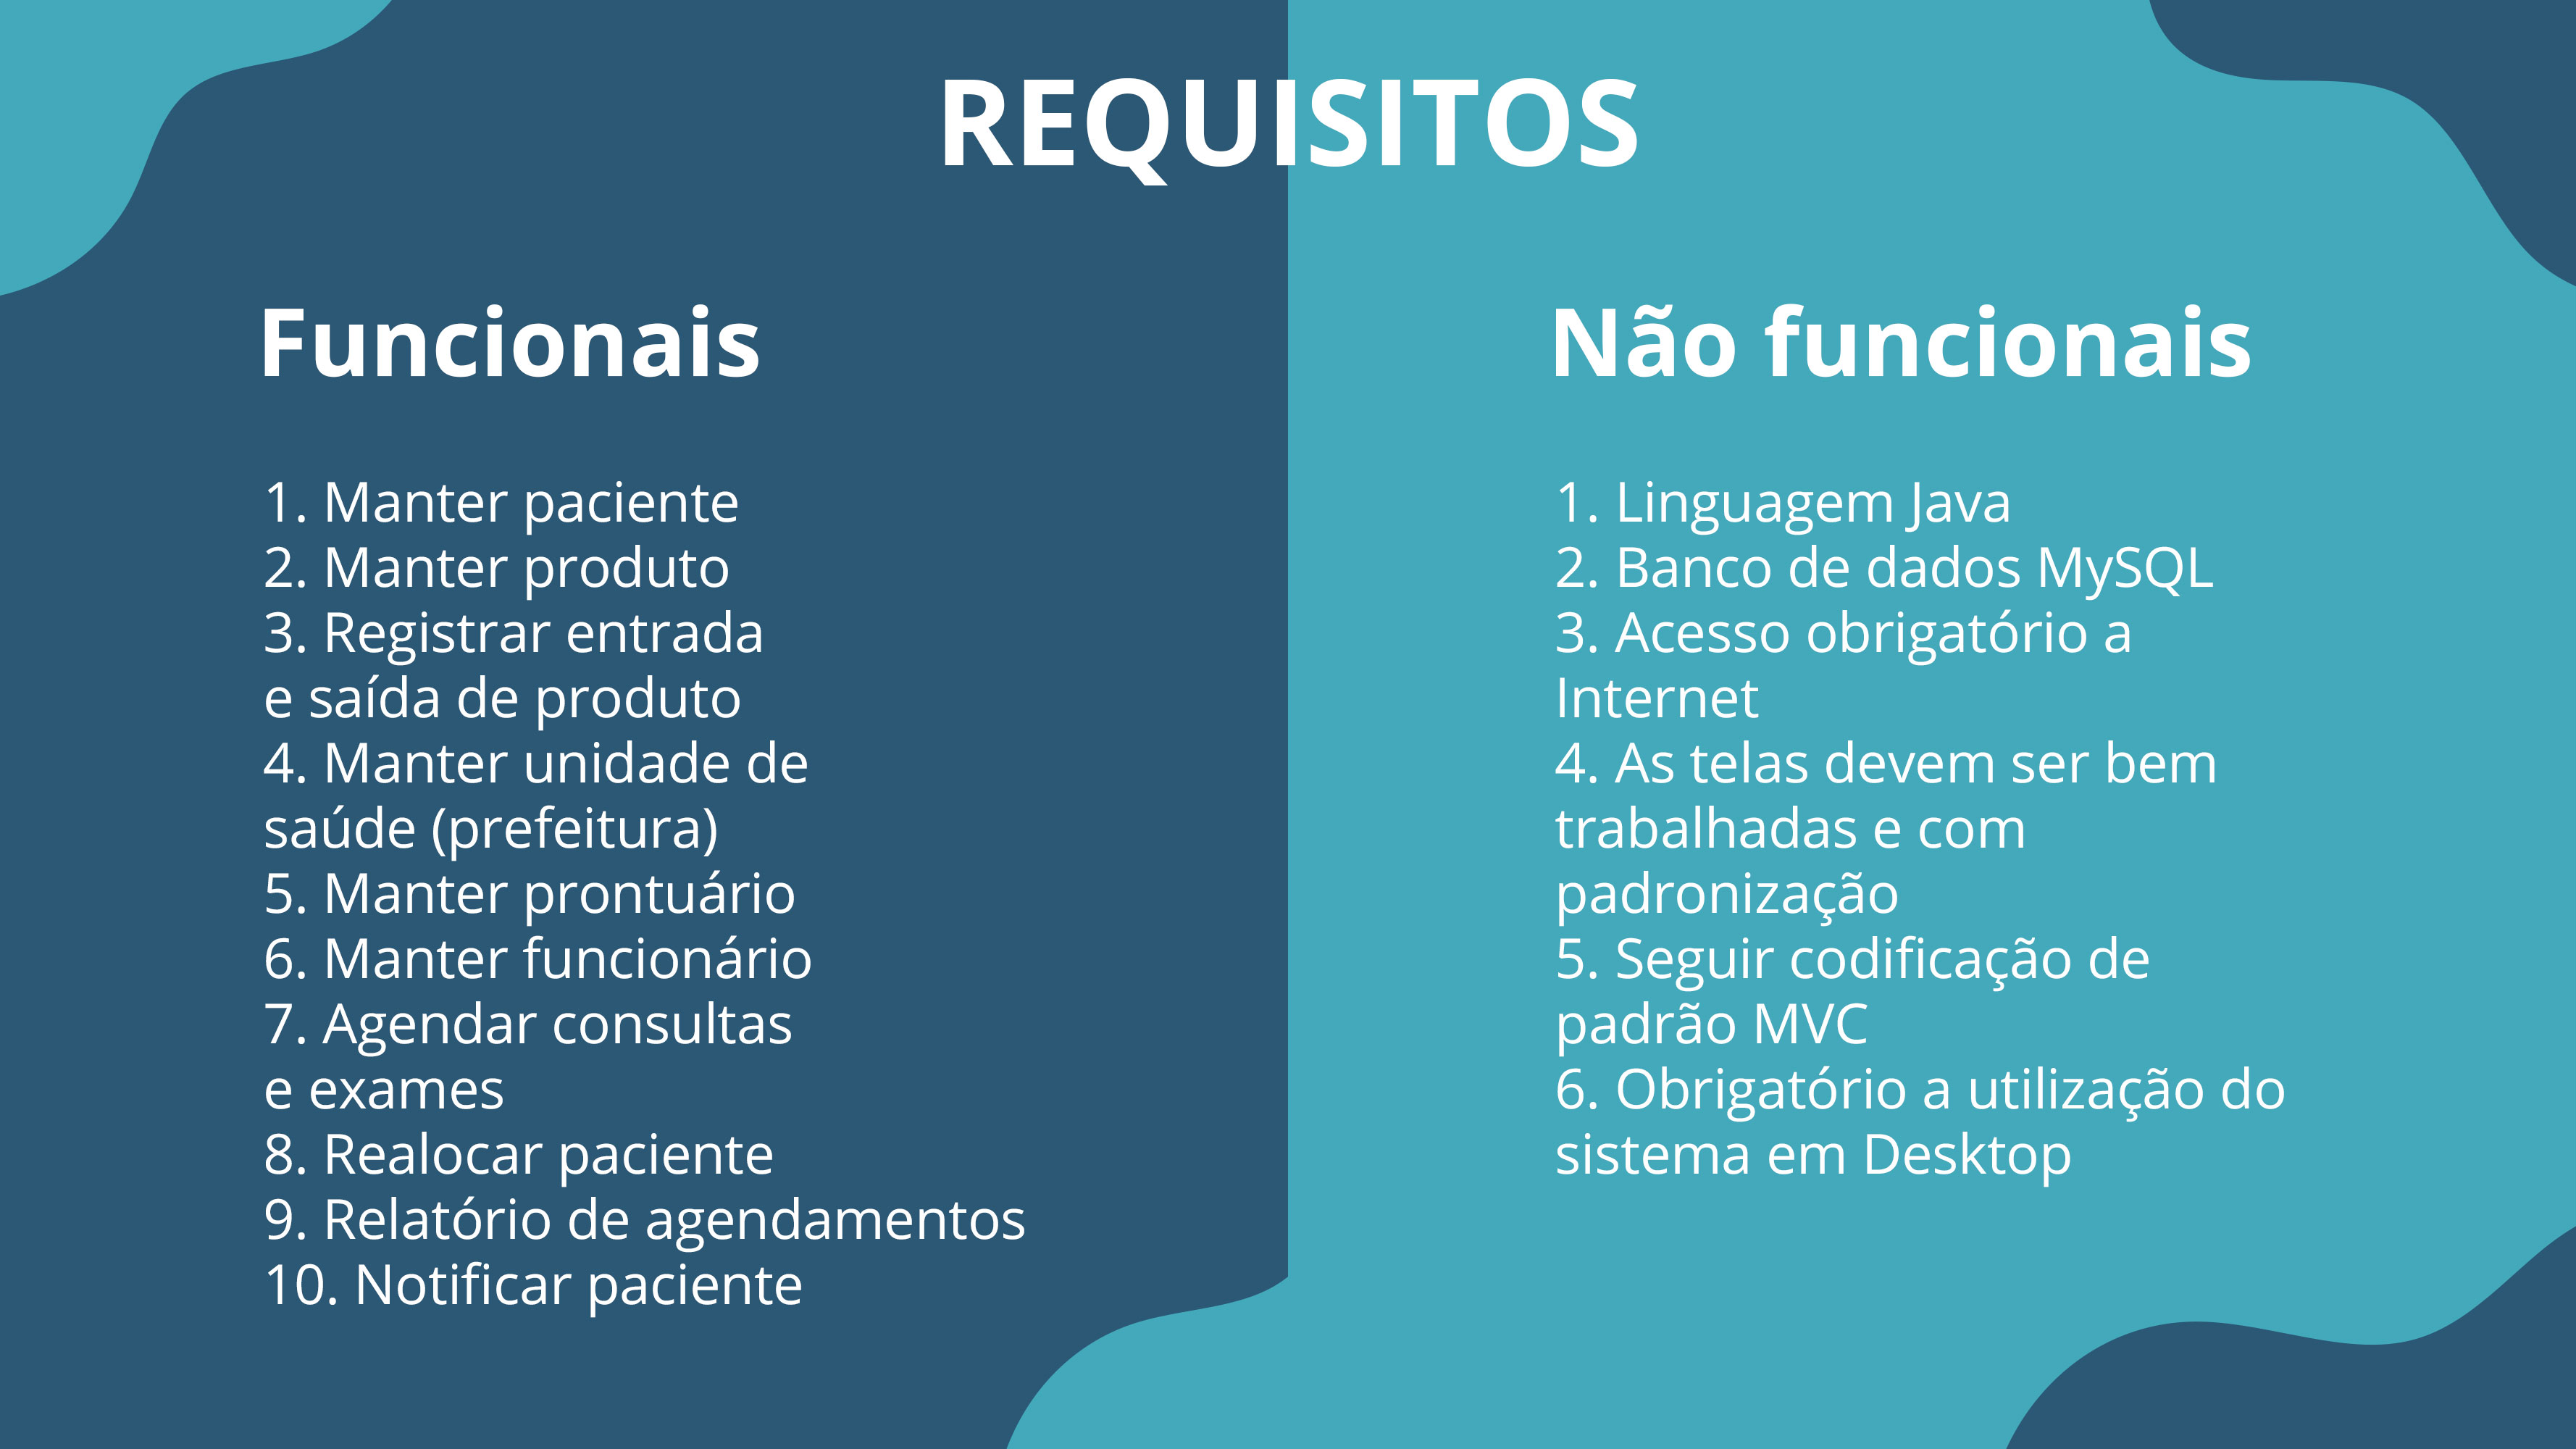 REQUISITOS
Funcionais
1. Manter paciente
2. Manter produto
3. Registrar entrada
e saída de produto
4. Manter unidade de
saúde (prefeitura)
5. Manter prontuário
6. Manter funcionário
7. Agendar consultas
e exames
8. Realocar paciente
9. Relatório de agendamentos
10. Notificar paciente
Não funcionais
1. Linguagem Java
2. Banco de dados MySQL
3. Acesso obrigatório a
Internet
4. As telas devem ser bem
trabalhadas e com
padronização
5. Seguir codificação de
padrão MVC
6. Obrigatório a utilização do
sistema em Desktop